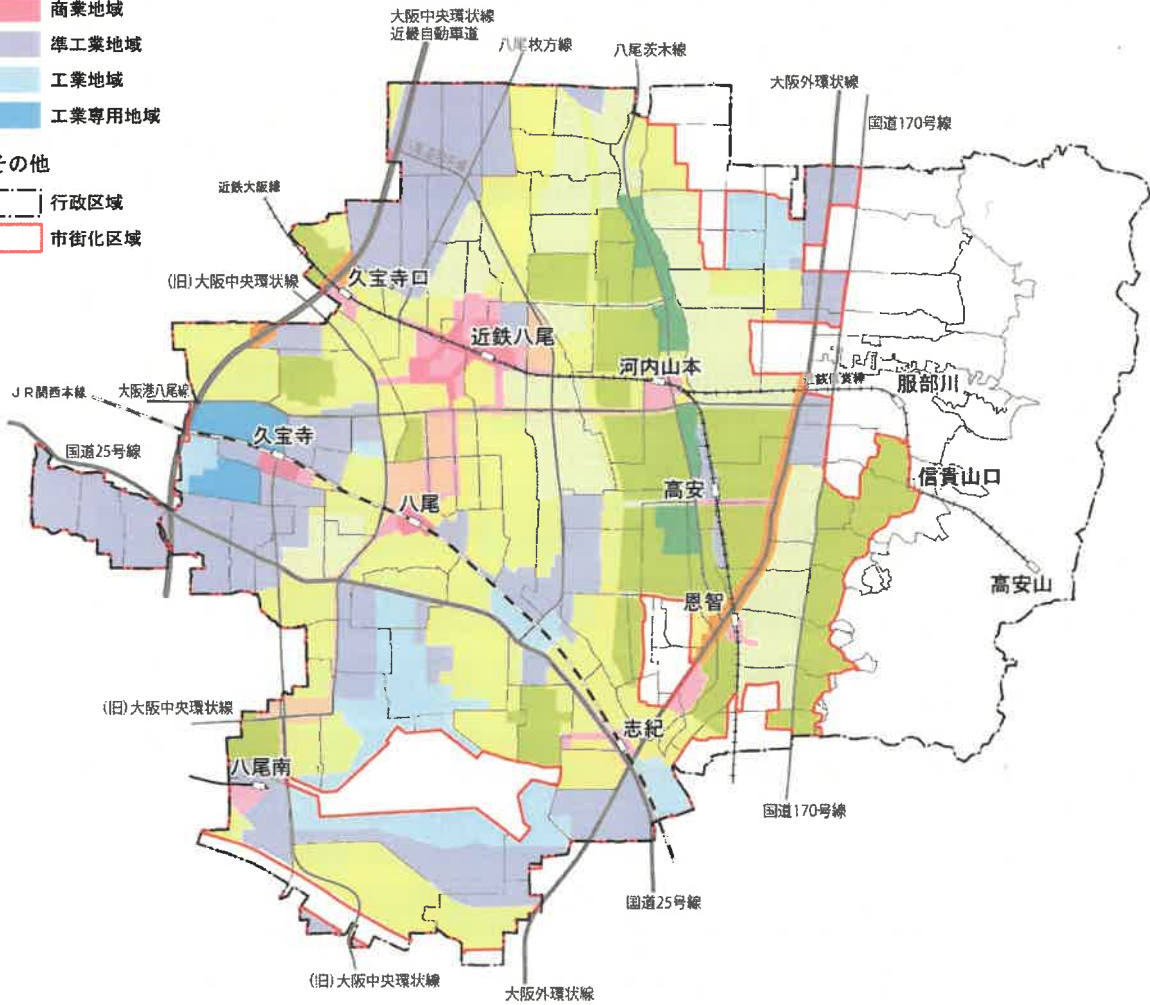 商業地域
準工業地域
工業地域
工業専用地域
その他
行政区域
市街化区域
大阪中央環状線
近畿自動車道
八尾枚方線
八尾茨木線
大阪外環状線
国道170号線
近鉄大阪線
(旧)大阪中央環状線
久宝寺口
近鉄八尾
河内山本
服部川
JR関西本線
大阪港八尾線
久宝寺
国道25号線
八尾
高安
信貴山口
高安山
恩智
(旧)大阪中央環状線
志紀
八尾南
国道170号線
国道25号線
(旧)大阪中央環状線
大阪外環状線